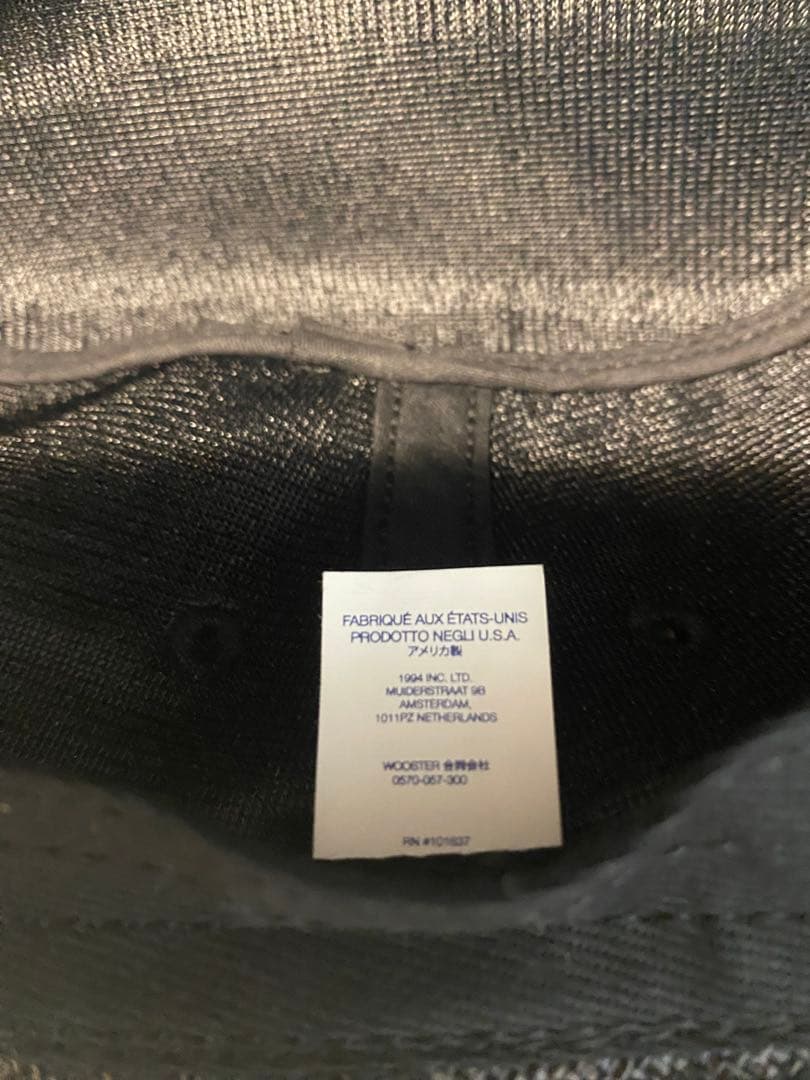 FABRIQUÉ AUX ÉTATS-UNIS
PRODOTTO NEGLI U.S.A.
アメリカ製
1994 INC. LTD.
MUIDERSTRAAT 9B
AMSTERDAM,
1011PZ NETHERLANDS
WOOSTER 合同会社
0570-057-300
RN #101837